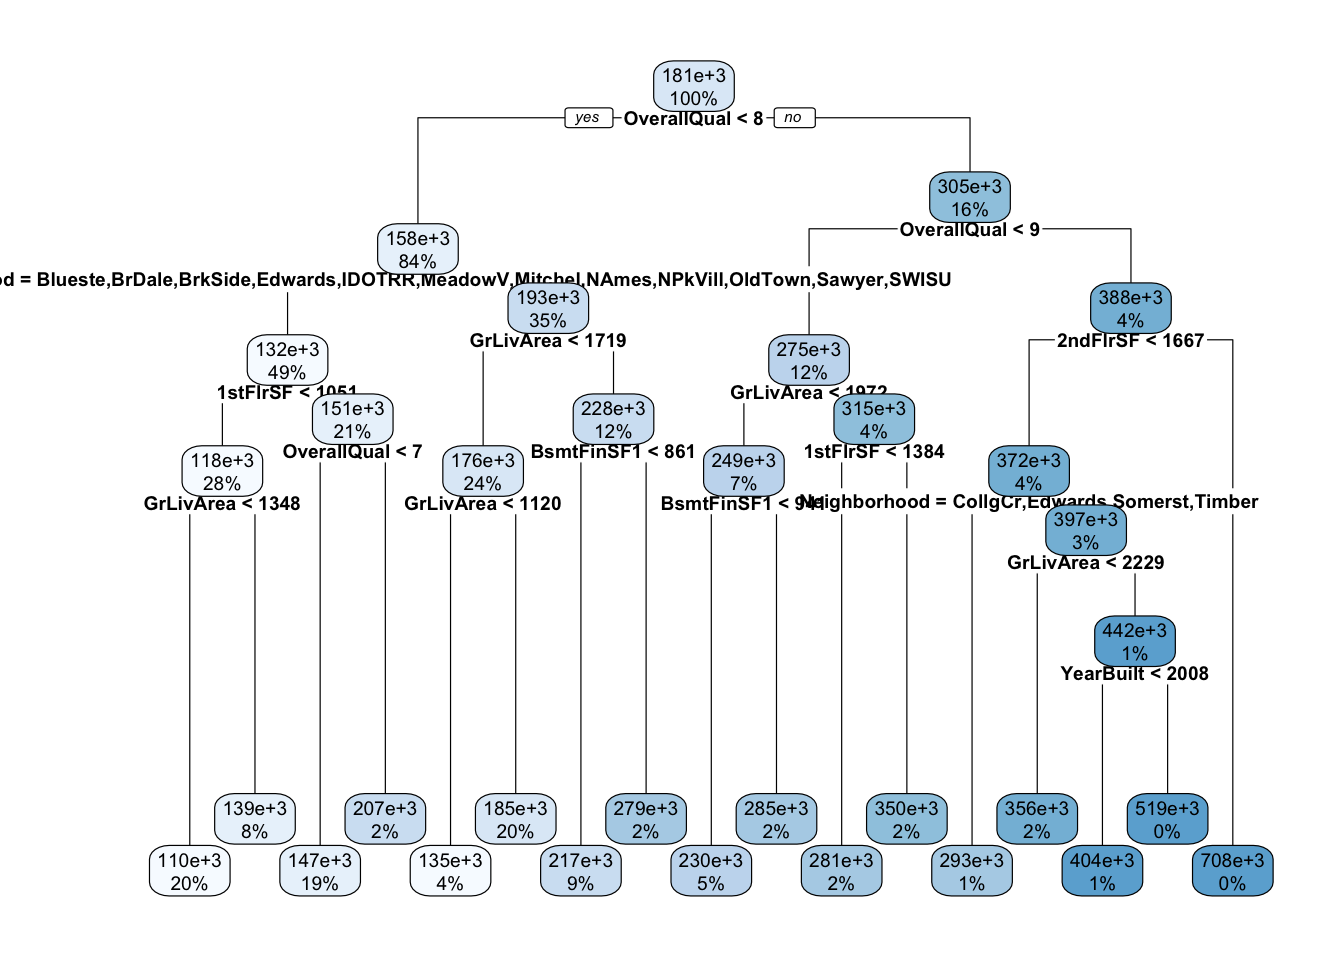 181e+3
100%
yes OverallQual < 8 no
305e+3
16%
OverallQual < 9
158e+3
84%
od = Blueste,BrDale,BrkSide,Edwards,IDOTRR,MeadowV,Mitchel,NAmes,NPkVill,OldTown,Sawyer,SWISU
193e+3
35%
GrLivArea < 1719
388e+3
4%
2ndFlrSF < 1667
132e+3
49%
1stFlrSF < 1051
275e+3
12%
GrLivArea < 1972
151e+3
21%
OverallQual < 7
228e+3
12%
BsmtFinSF1 < 861
315e+3
4%
1stFlrSF < 1384
118e+3
28%
GrLivArea < 1348
176e+3
24%
GrLivArea < 1120
249e+3
7%
BsmtFinSF1 <
372e+3
4%
Neighborhood = CollgCr,Edwards,Somerst,Timber
397e+3
3%
GrLivArea < 2229
442e+3
1%
YearBuilt < 2008
139e+3
8%
207e+3
2%
185e+3
20%
279e+3
2%
285e+3
2%
350e+3
2%
356e+3
2%
519e+3
0%
110e+3
20%
147e+3
19%
135e+3
4%
217e+3
9%
230e+3
5%
281e+3
2%
293e+3
1%
404e+3
1%
708e+3
0%